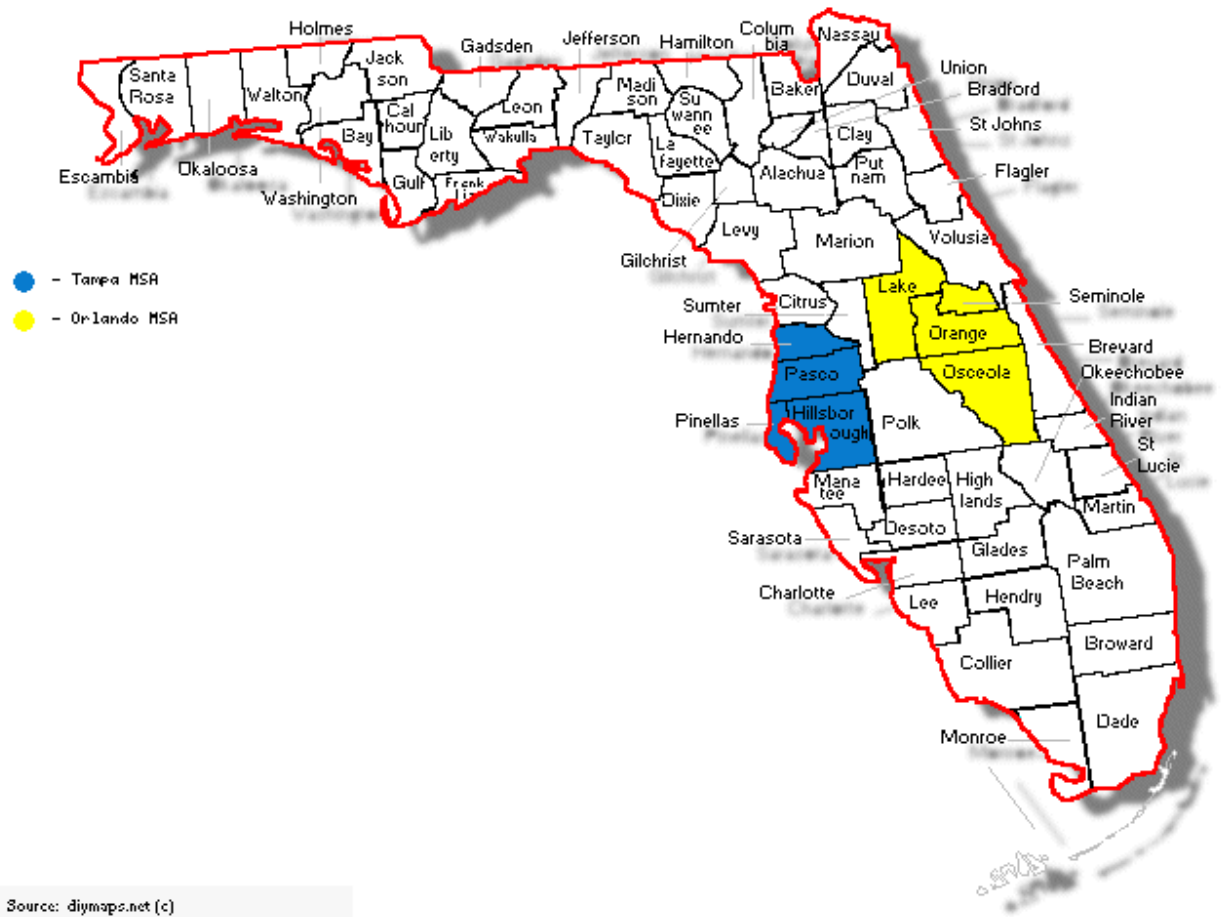 Holmes
Gadsden
Jefferson
Hamilton
Colum
bia
Nassau
Santa
Rosa
Walton
Jack
son
Leon
Madi
son
Su
wann
ee
Baker
Duval
Union
Bradford
St Johns
Bay
Cal
houn
Lib
erty
Wakulla
Taylor
La
fayette
Clay
Put
nam
Alachua
Flagler
Escambia
Okaloosa
Washington
Gulf
Frank
lin
Dixie
Levy
Gilchrist
Marion
Volusia
- Tampa MSA
- Orlando MSA
Sumter
Citrus
Lake
Seminole
Hernando
Orange
Brevard
Pasco
Osceola
Okeechobee
Indian
River
Pinellas
Hillsbor
ough
Polk
St
Lucie
Mana
tee
Hardee
High
lands
Martin
Sarasota
Desoto
Glades
Palm
Beach
Charlotte
Lee
Hendry
Collier
Broward
Monroe
Dade
Source: diymaps.net (c)